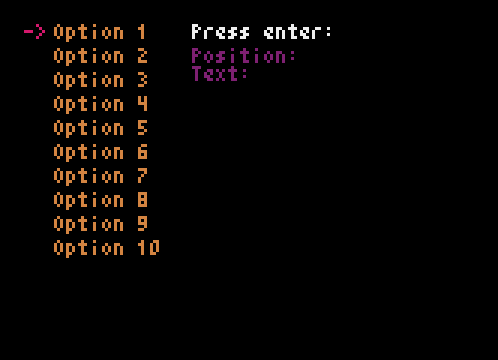 -> Option 1
Option 2
Option 3
Option 4
Option 5
Option 6
Option 7
Option 8
Option 9
Option 10
Press enter:
Position:
Text: